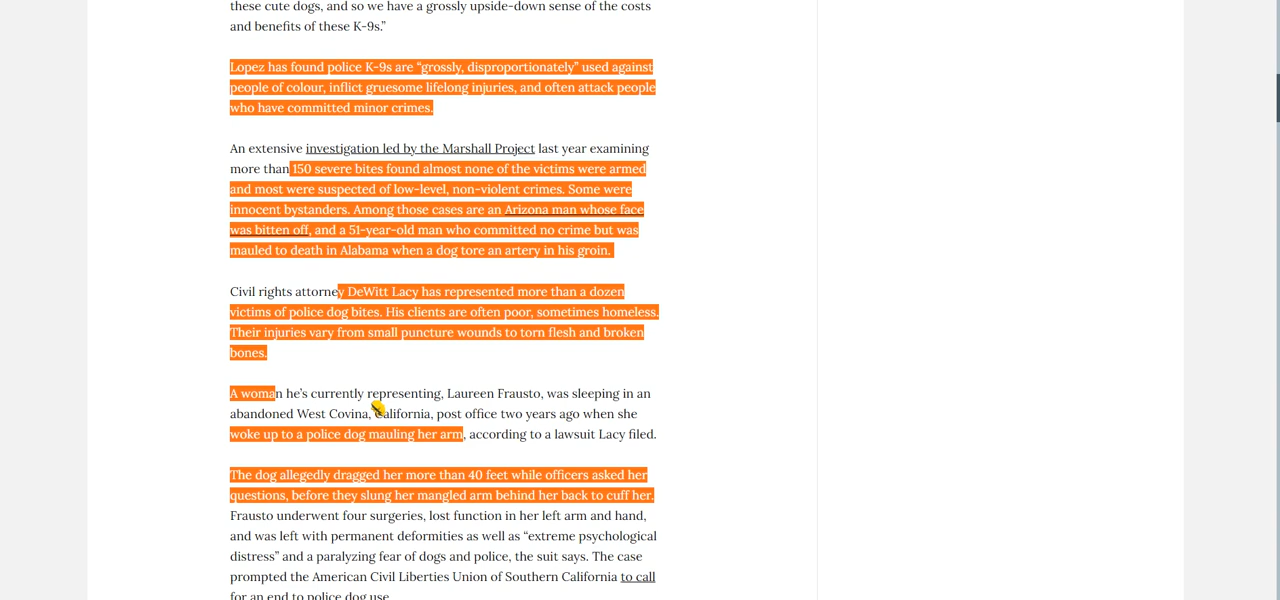 these cute dogs, and so we have a grossly upside-down sense of the costs
and benefits of these K-9s.”
Lopez has found police K-9s are “grossly, disproportionately” used against
people of colour, inflict gruesome lifelong injuries, and often attack people
who have committed minor crimes.
An extensive investigation led by the Marshall Project last year examining
more than 150 severe bites found almost none of the victims were armed
and most were suspected of low-level, non-violent crimes. Some were
innocent bystanders. Among those cases are an Arizona man whose face
was bitten off, and a 51-year-old man who committed no crime but was
mauled to death in Alabama when a dog tore an artery in his groin.
Civil rights attorney DeWitt Lacy has represented more than a dozen
victims of police dog bites. His clients are often poor, sometimes homeless.
Their injuries vary from small puncture wounds to torn flesh and broken
bones.
A woman he’s currently representing, Laureen Frausto, was sleeping in an
abandoned West Covina, California, post office two years ago when she
woke up to a police dog mauling her arm, according to a lawsuit Lacy filed.
The dog allegedly dragged her more than 40 feet while officers asked her
questions, before they slung her mangled arm behind her back to cuff her.
Frausto underwent four surgeries, lost function in her left arm and hand,
and was left with permanent deformities as well as “extreme psychological
distress” and a paralyzing fear of dogs and police, the suit says. The case
prompted the American Civil Liberties Union of Southern California to call
for an end to police dog use